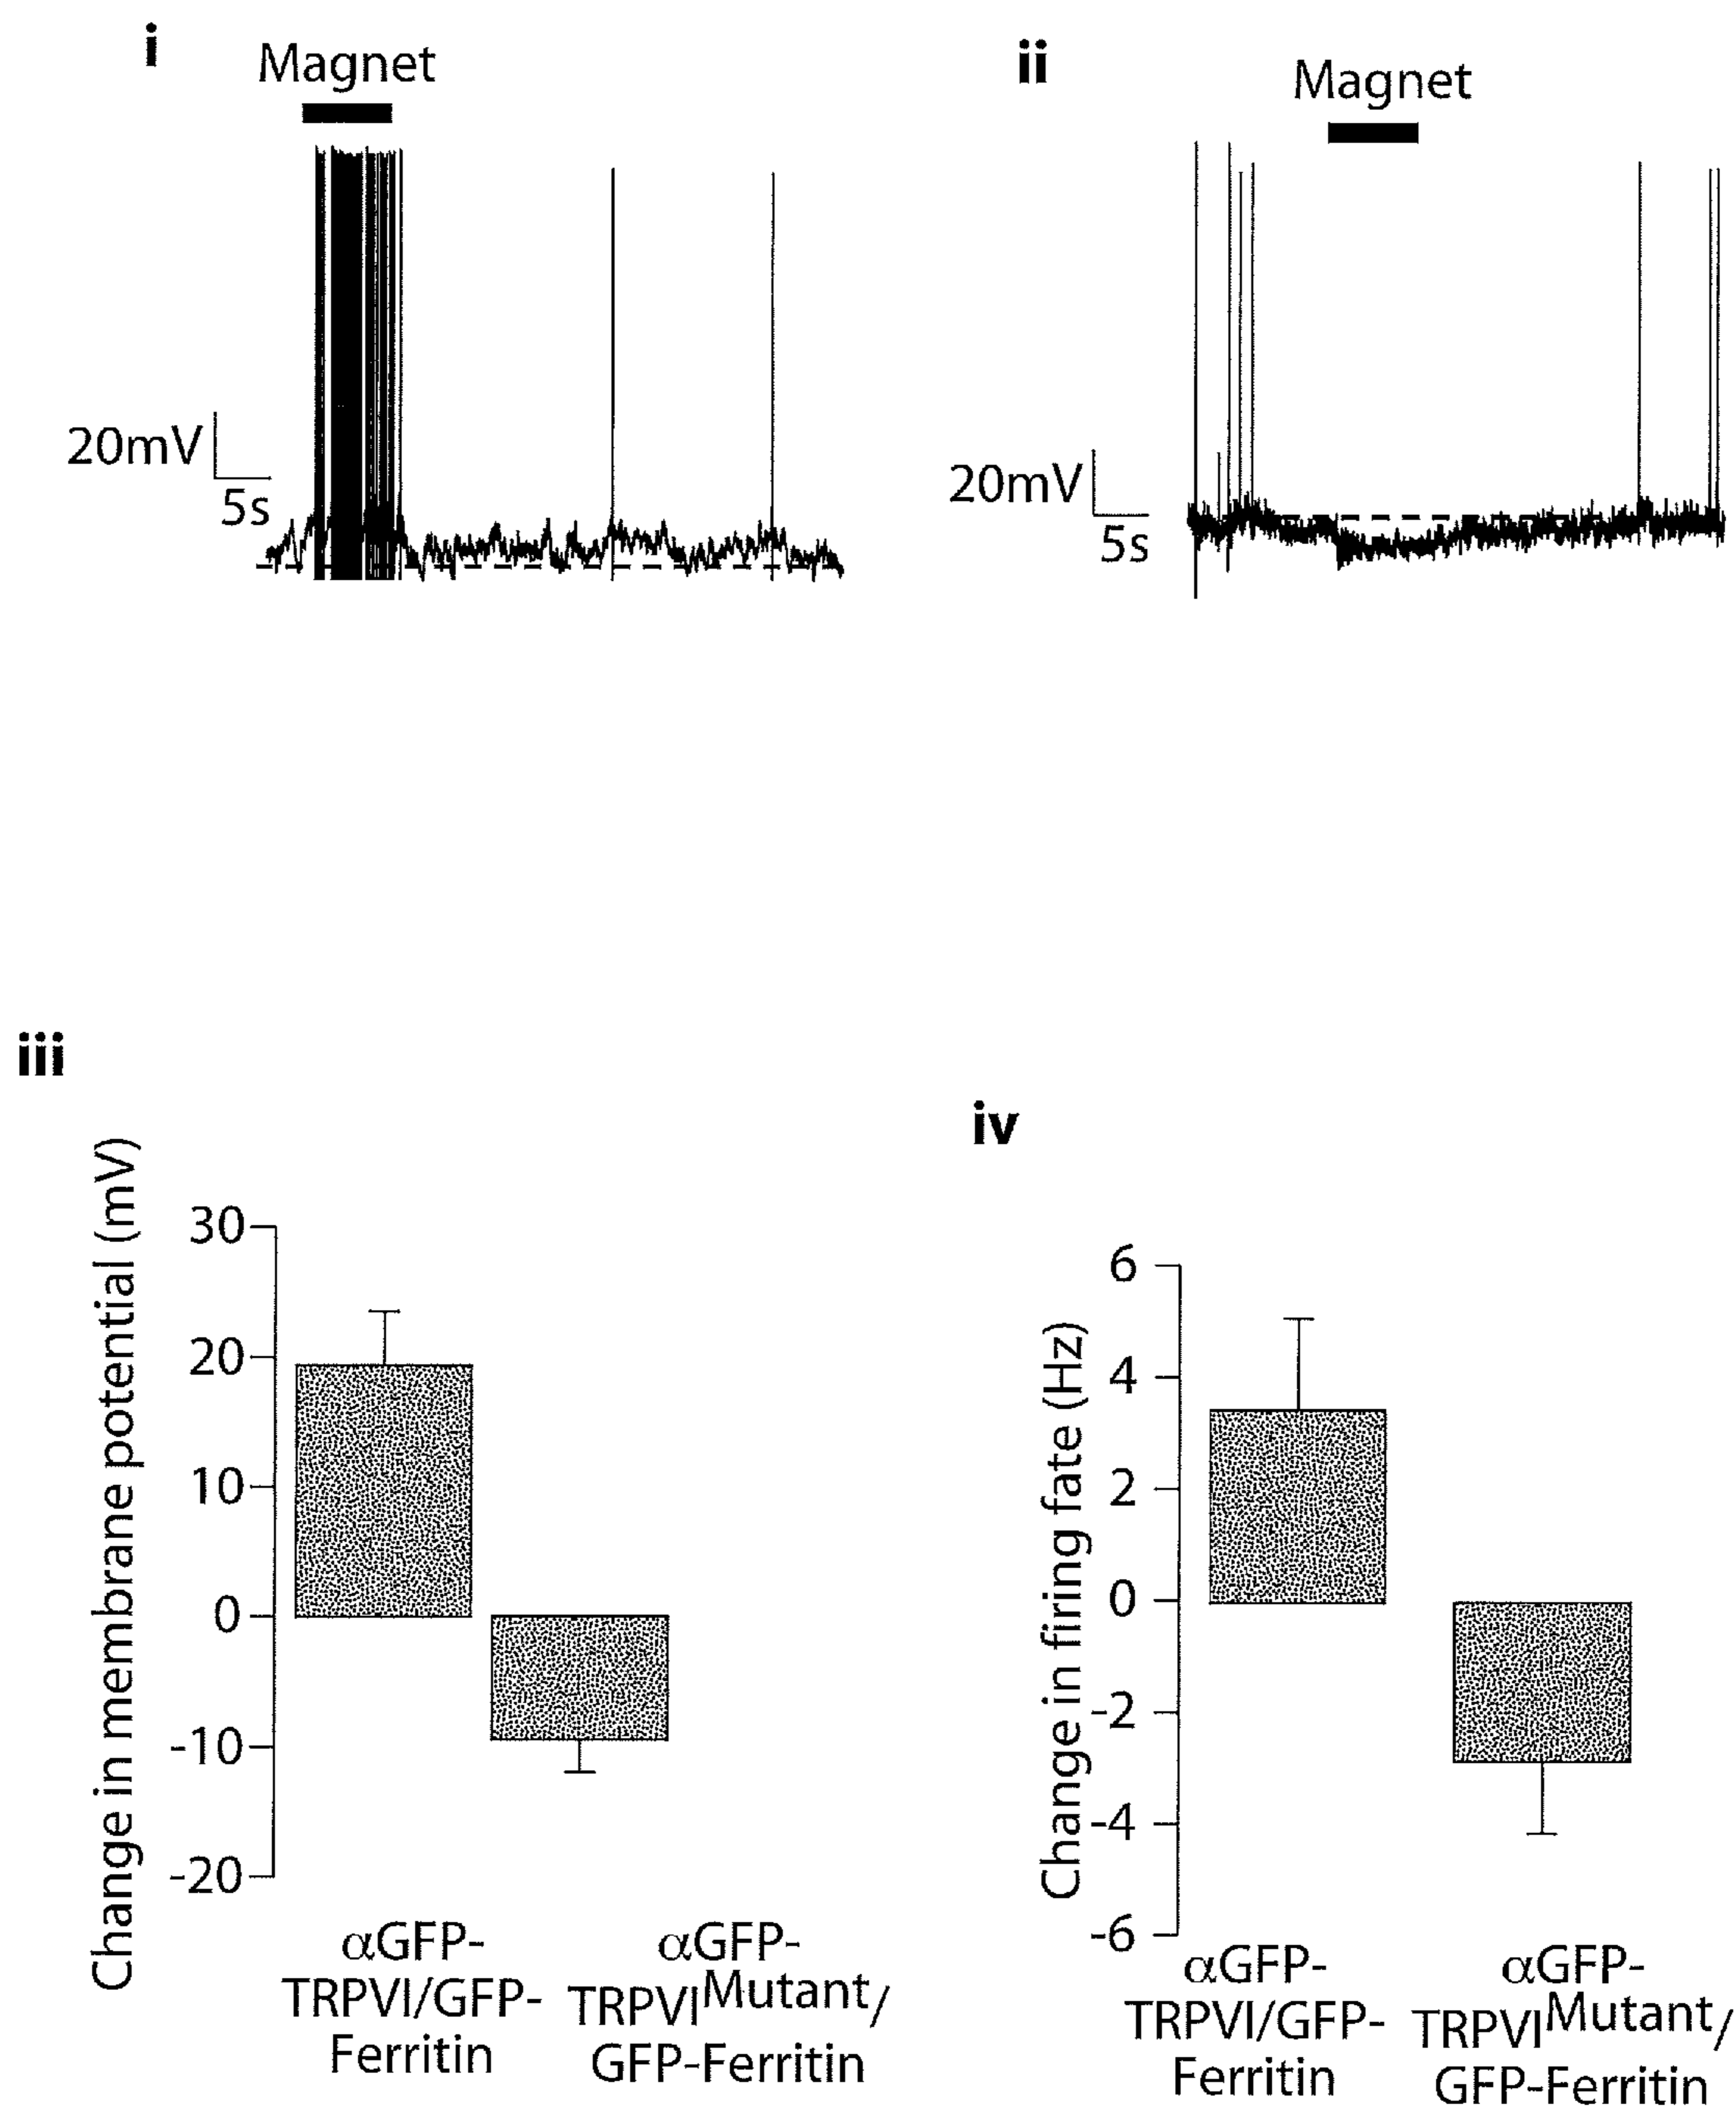 i
Magnet
20mV
5s
ii
Magnet
20mV
5s
iii
Change in membrane potential (mV)
30
20
10
0
-10
-20
αGFP-
TRPVI/GFP-
Ferritin
αGFP-
TRPVIMutant/
GFP-Ferritin
iv
Change in firing fate (Hz)
6
4
2
0
-2
-4
-6
αGFP-
TRPVI/GFP-
Ferritin
αGFP-
TRPVIMutant/
GFP-Ferritin